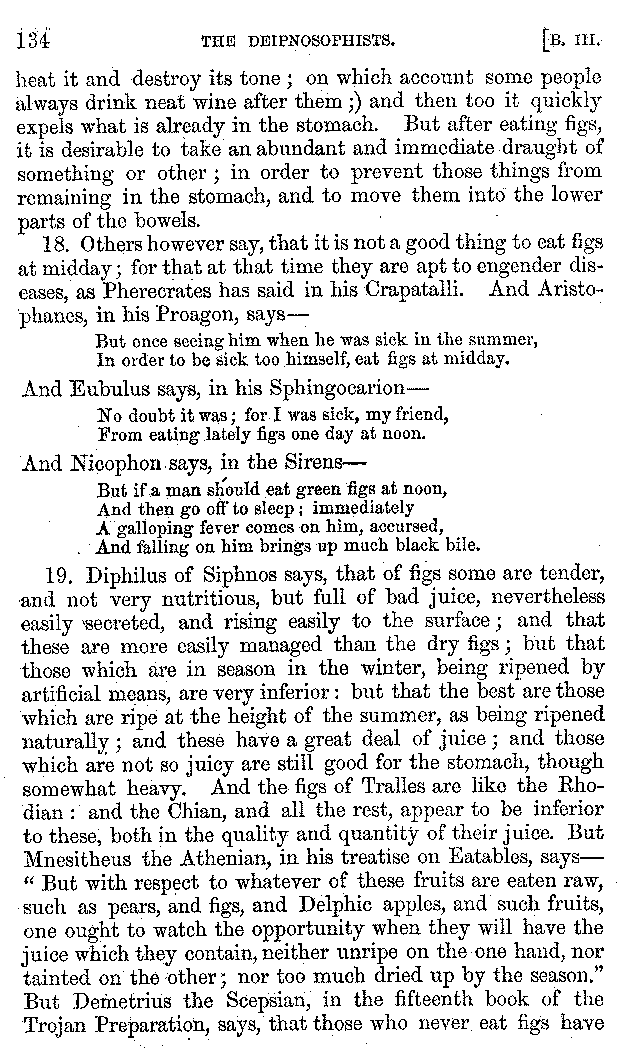 134 THE DEIPNOSOPHISTS. [B. III.
heat it and destroy its tone; on which account some people
always drink neat wine after them;) and then too it quickly
expels what is already in the stomach. But after eating figs,
it is desirable to take an abundant and immediate draught of
something or other; in order to prevent those things from
remaining in the stomach, and to move them into the lower
parts of the bowels.
18. Others however say, that it is not a good thing to eat figs
at midday; for that at that time they are apt to engender dis-
eases, as Pherecrates has said in his Crapatalli. And Aristo-
phanes, in his Proagon, says—
But once seeing him when he was sick in the summer,
In order to be sick too himself, eat figs at midday.
And Eubulus says, in his Sphingocarion—
No doubt it was; for I was sick, my friend,
From eating lately figs one day at noon.
And Nicophon says, in the Sirens—
But if a man should eat green figs at noon,
And then go off to sleep; immediately
A galloping fever comes on him, accursed,
And falling on him brings up much black bile.
19. Diphilus of Siphnos says, that of figs some are tender,
and not very nutritious, but full of bad juice, nevertheless
easily secreted, and rising easily to the surface; and that
these are more easily managed than the dry figs; but that
those which are in season in the winter, being ripened by
artificial means, are very inferior: but that the best are those
which are ripe at the height of the summer, as being ripened
naturally; and these have a great deal of juice; and those
which are not so juicy are still good for the stomach, though
somewhat heavy. And the figs of Tralles are like the Rho-
dian: and the Chian, and all the rest, appear to be inferior
to these, both in the quality and quantity of their juice. But
Mnesitheus the Athenian, in his treatise on Eatables, says—
“ But with respect to whatever of these fruits are eaten raw,
such as pears, and figs, and Delphic apples, and such fruits,
one ought to watch the opportunity when they will have the
juice which they contain, neither unripe on the one hand, nor
tainted on the other; nor too much dried up by the season.”
But Demetrius the Scepsian, in the fifteenth book of the
Trojan Preparation, says, that those who never eat figs have